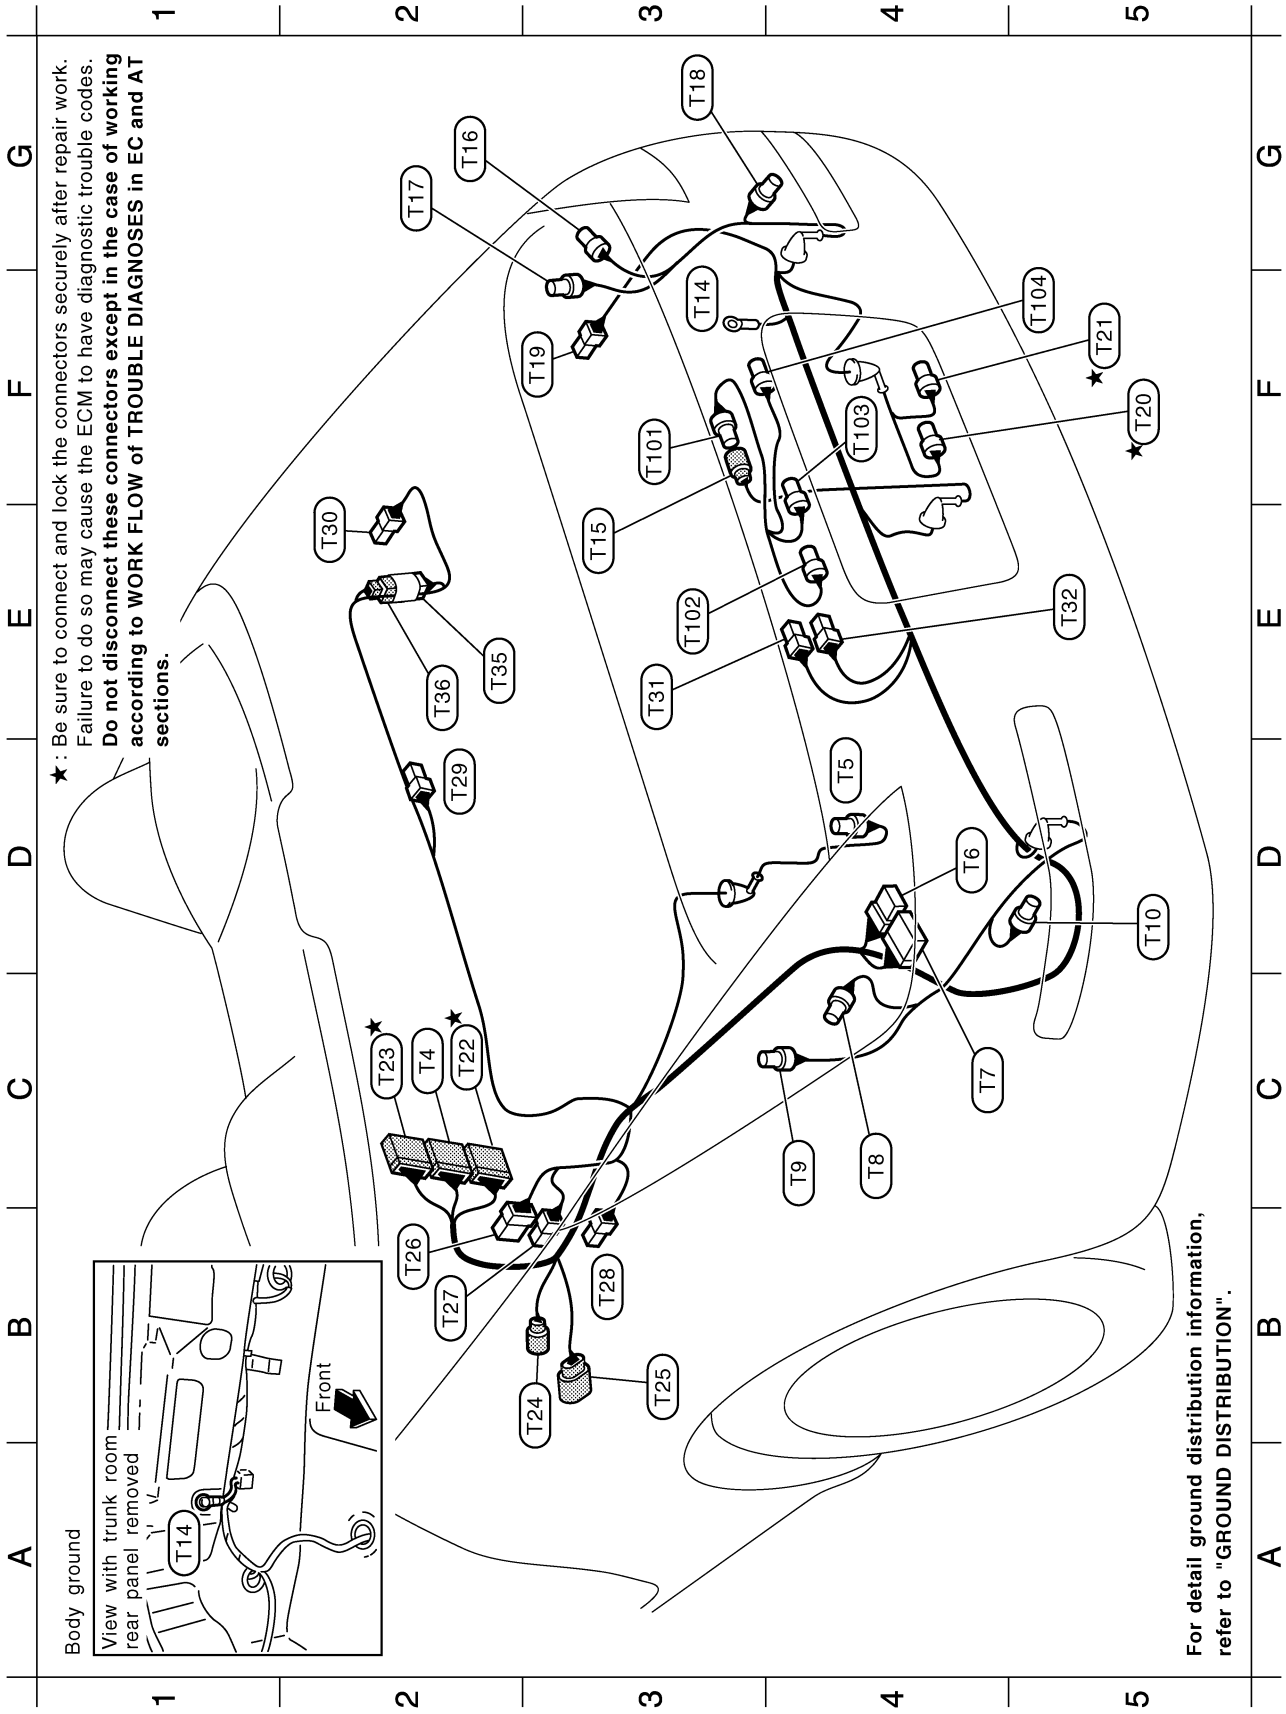 ★: Be sure to connect and lock the connectors securely after repair work.
Failure to do so may cause the ECM to have diagnostic trouble codes.
Do not disconnect these connectors except in the case of working
according to WORK FLOW of TROUBLE DIAGNOSES in EC and AT
sections.
Body ground
View with trunk room
rear panel removed
T14
Front
A
B
C
D
E
F
G
1
2
3
4
5
T23
★
T4
T22
★
T26
T27
T28
T24
T25
T29
T30
T36
T35
T9
T8
T7
T6
T5
T10
T31
T32
T102
T15
T101
T103
T104
T14
T19
T17
T16
T18
T20
★
T21
★
For detail ground distribution information,
refer to "GROUND DISTRIBUTION".
A
B
C
D
E
F
G
1
2
3
4
5